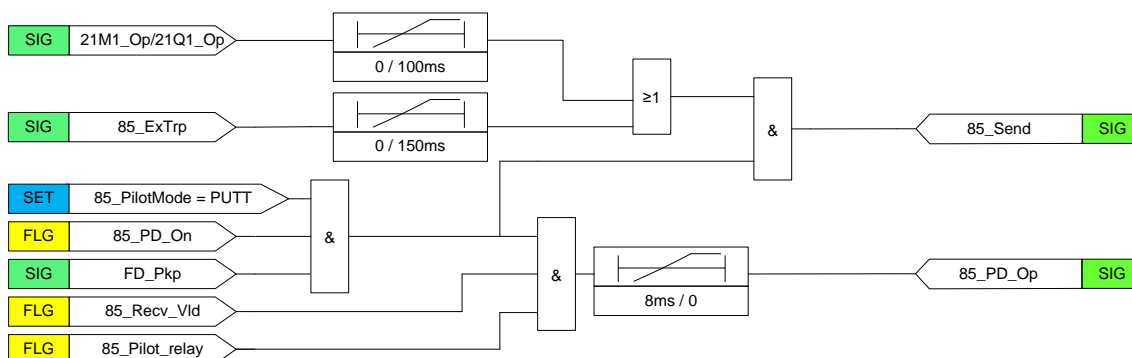 SIG 21M1_Op/21Q1_Op
0 / 100ms
≥1
SIG 85_ExTrp
0 / 150ms
&
85_Send SIG
SET 85_PilotMode = PUTT
FLG 85_PD_On
&
SIG FD_Pkp
&
8ms / 0
85_PD_Op SIG
FLG 85_Recv_Vld
FLG 85_Pilot_relay